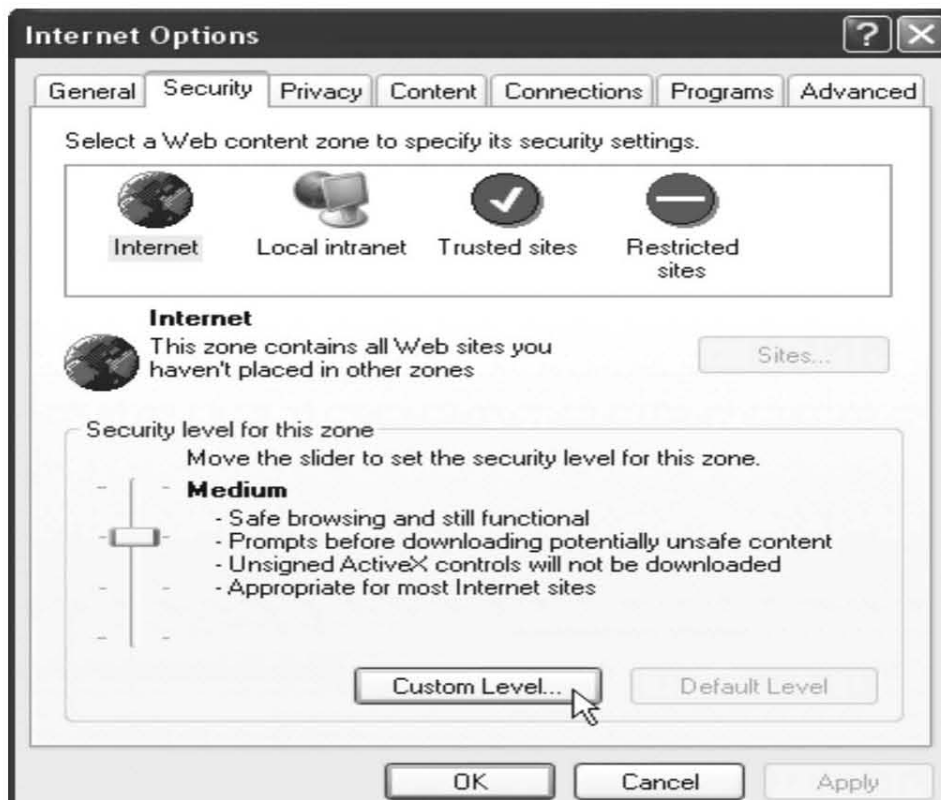 Internet Options
General Security Privacy Content Connections Programs Advanced
Select a Web content zone to specify its security settings.
Internet Local intranet Trusted sites Restricted
sites
Internet
This zone contains all Web sites you
haven't placed in other zones
Sites...
Security level for this zone
Move the slider to set the security level for this zone.
Medium
- Safe browsing and still functional
- Prompts before downloading potentially unsafe content
- Unsigned ActiveX controls will not be downloaded
- Appropriate for most Internet sites
Custom Level... Default Level
OK Cancel Apply